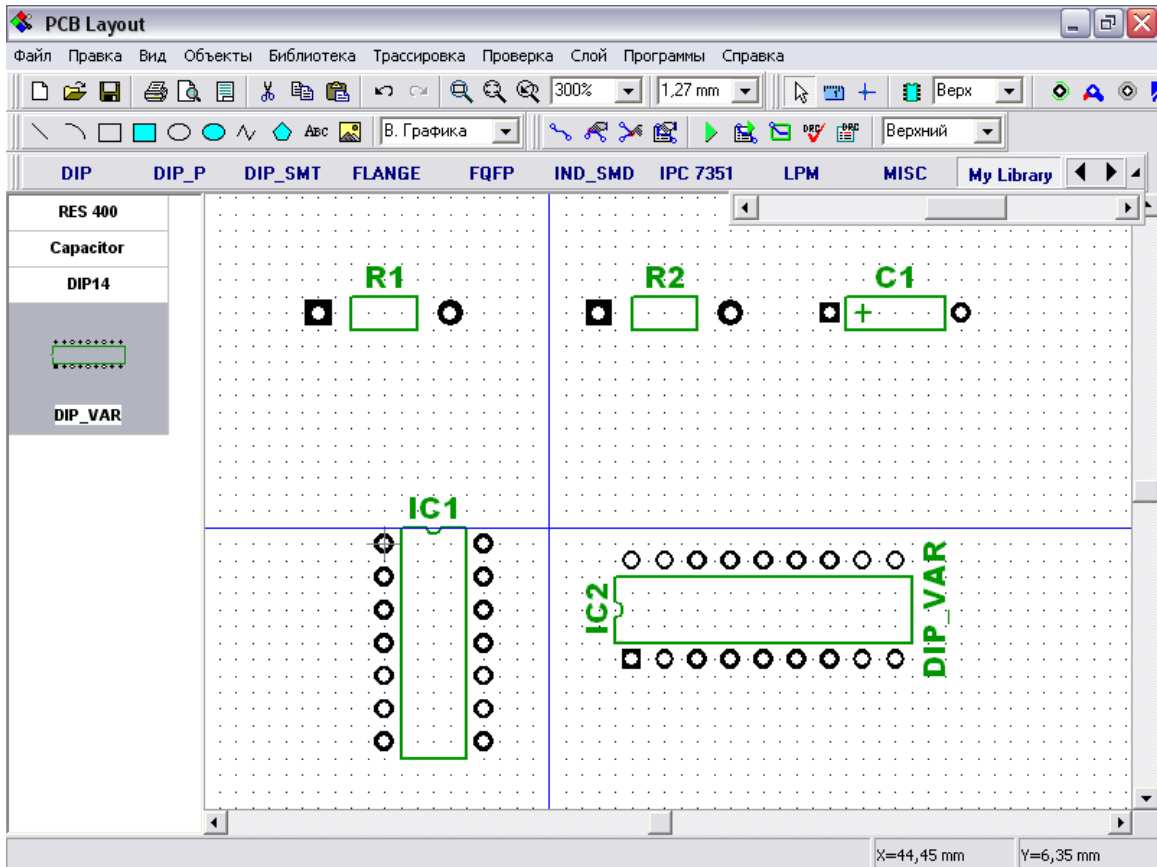 PCB Layout
Файл Правка Вид Объекты Библиотека Трассировка Проверка Слой Программы Справка
300% 1,27 mm Верх
ABC В. Графика DRC DRC Верхний
DIP DIP_P DIP_SMT FLANGE FQFP IND_SMD IPC 7351 LPM MISC My Library
RES 400
Capacitor
DIP14
DIP_VAR
R1 R2 C1
+
IC1
IC2
DIP_VAR
X=44,45 mm Y=6,35 mm